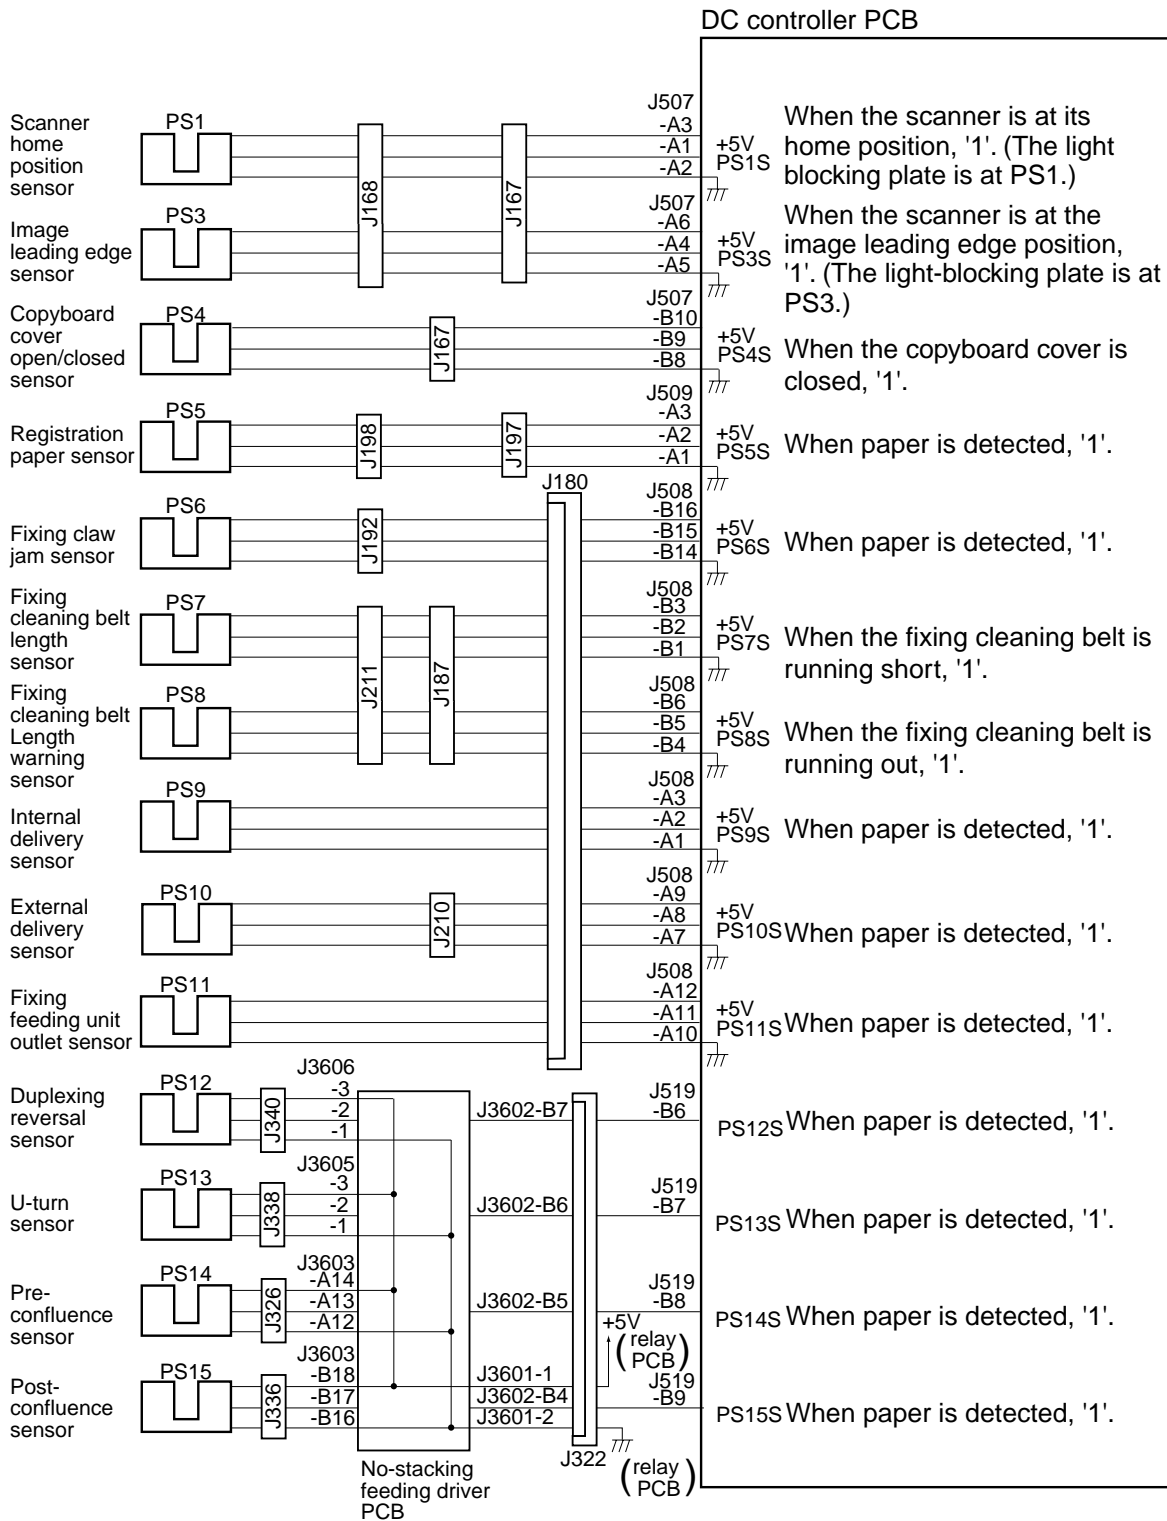 DC controller PCB
Scanner
home
position
sensor
PS1
J168
J167
J507
-A3
-A1
-A2
+5V
PS1S
When the scanner is at its
home position, '1'. (The light
blocking plate is at PS1.)
Image
leading edge
sensor
PS3
J507
-A6
-A4
-A5
+5V
PS3S
When the scanner is at the
image leading edge position,
'1'. (The light-blocking plate is at
PS3.)
Copyboard
cover
open/closed
sensor
PS4
J167
J507
-B10
-B9
-B8
+5V
PS4S
When the copyboard cover is
closed, '1'.
Registration
paper sensor
PS5
J198
J197
J509
-A3
-A2
-A1
+5V
PS5S
When paper is detected, '1'.
J180
Fixing claw
jam sensor
PS6
J192
J508
-B16
-B15
-B14
+5V
PS6S
When paper is detected, '1'.
Fixing
cleaning belt
length
sensor
PS7
J211
J187
J508
-B3
-B2
-B1
+5V
PS7S
When the fixing cleaning belt is
running short, '1'.
Fixing
cleaning belt
Length
warning
sensor
PS8
J508
-B6
-B5
-B4
+5V
PS8S
When the fixing cleaning belt is
running out, '1'.
Internal
delivery
sensor
PS9
J508
-A3
-A2
-A1
+5V
PS9S
When paper is detected, '1'.
External
delivery
sensor
PS10
J210
J508
-A9
-A8
-A7
+5V
PS10S
When paper is detected, '1'.
Fixing
feeding unit
outlet sensor
PS11
J508
-A12
-A11
-A10
+5V
PS11S
When paper is detected, '1'.
Duplexing
reversal
sensor
PS12
J340
J3606
-3
-2
-1
J3602-B7
J519
-B6
PS12S
When paper is detected, '1'.
U-turn
sensor
PS13
J338
J3605
-3
-2
-1
J3602-B6
J519
-B7
PS13S
When paper is detected, '1'.
Pre-
confluence
sensor
PS14
J326
J3603
-A14
-A13
-A12
J3602-B5
J519
-B8
PS14S
When paper is detected, '1'.
+5V
(relay
PCB)
Post-
confluence
sensor
PS15
J336
J3603
-B18
-B17
-B16
J3601-1
J3602-B4
J3601-2
J519
-B9
PS15S
When paper is detected, '1'.
J322
(relay
PCB)
No-stacking
feeding driver
PCB